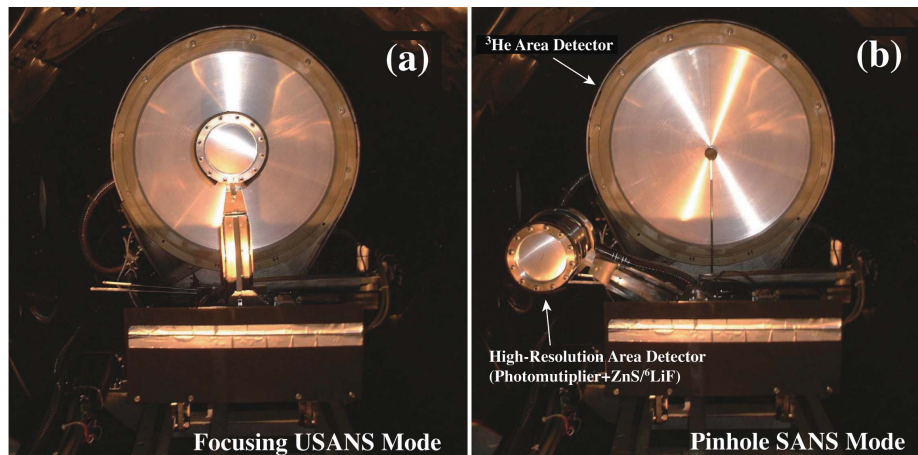 (a)
Focusing USANS Mode
³He Area Detector
(b)
High-Resolution Area Detector
(Photomutiplier+ZnS/⁶LiF)
Pinhole SANS Mode